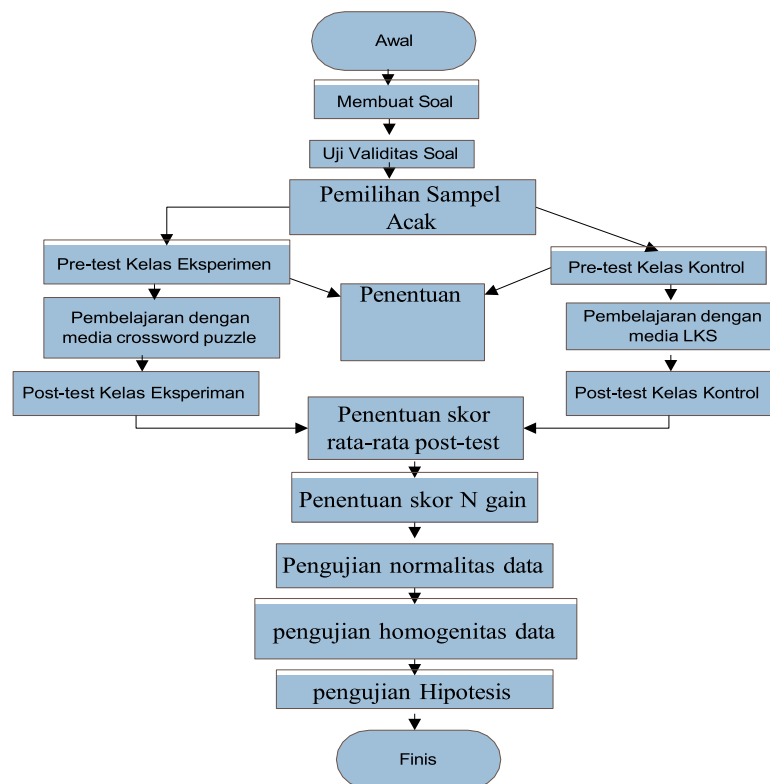 Awal
Membuat Soal
Uji Validitas Soal
Pemilihan Sampel
Acak
Pre-test Kelas Eksperimen
Penentuan
Pre-test Kelas Kontrol
Pembelajaran dengan
media crossword puzzle
Pembelajaran dengan
media LKS
Post-test Kelas Eksperiman
Post-test Kelas Kontrol
Penentuan skor
rata-rata post-test
Penentuan skor N gain
Pengujian normalitas data
pengujian homogenitas data
pengujian Hipotesis
Finis